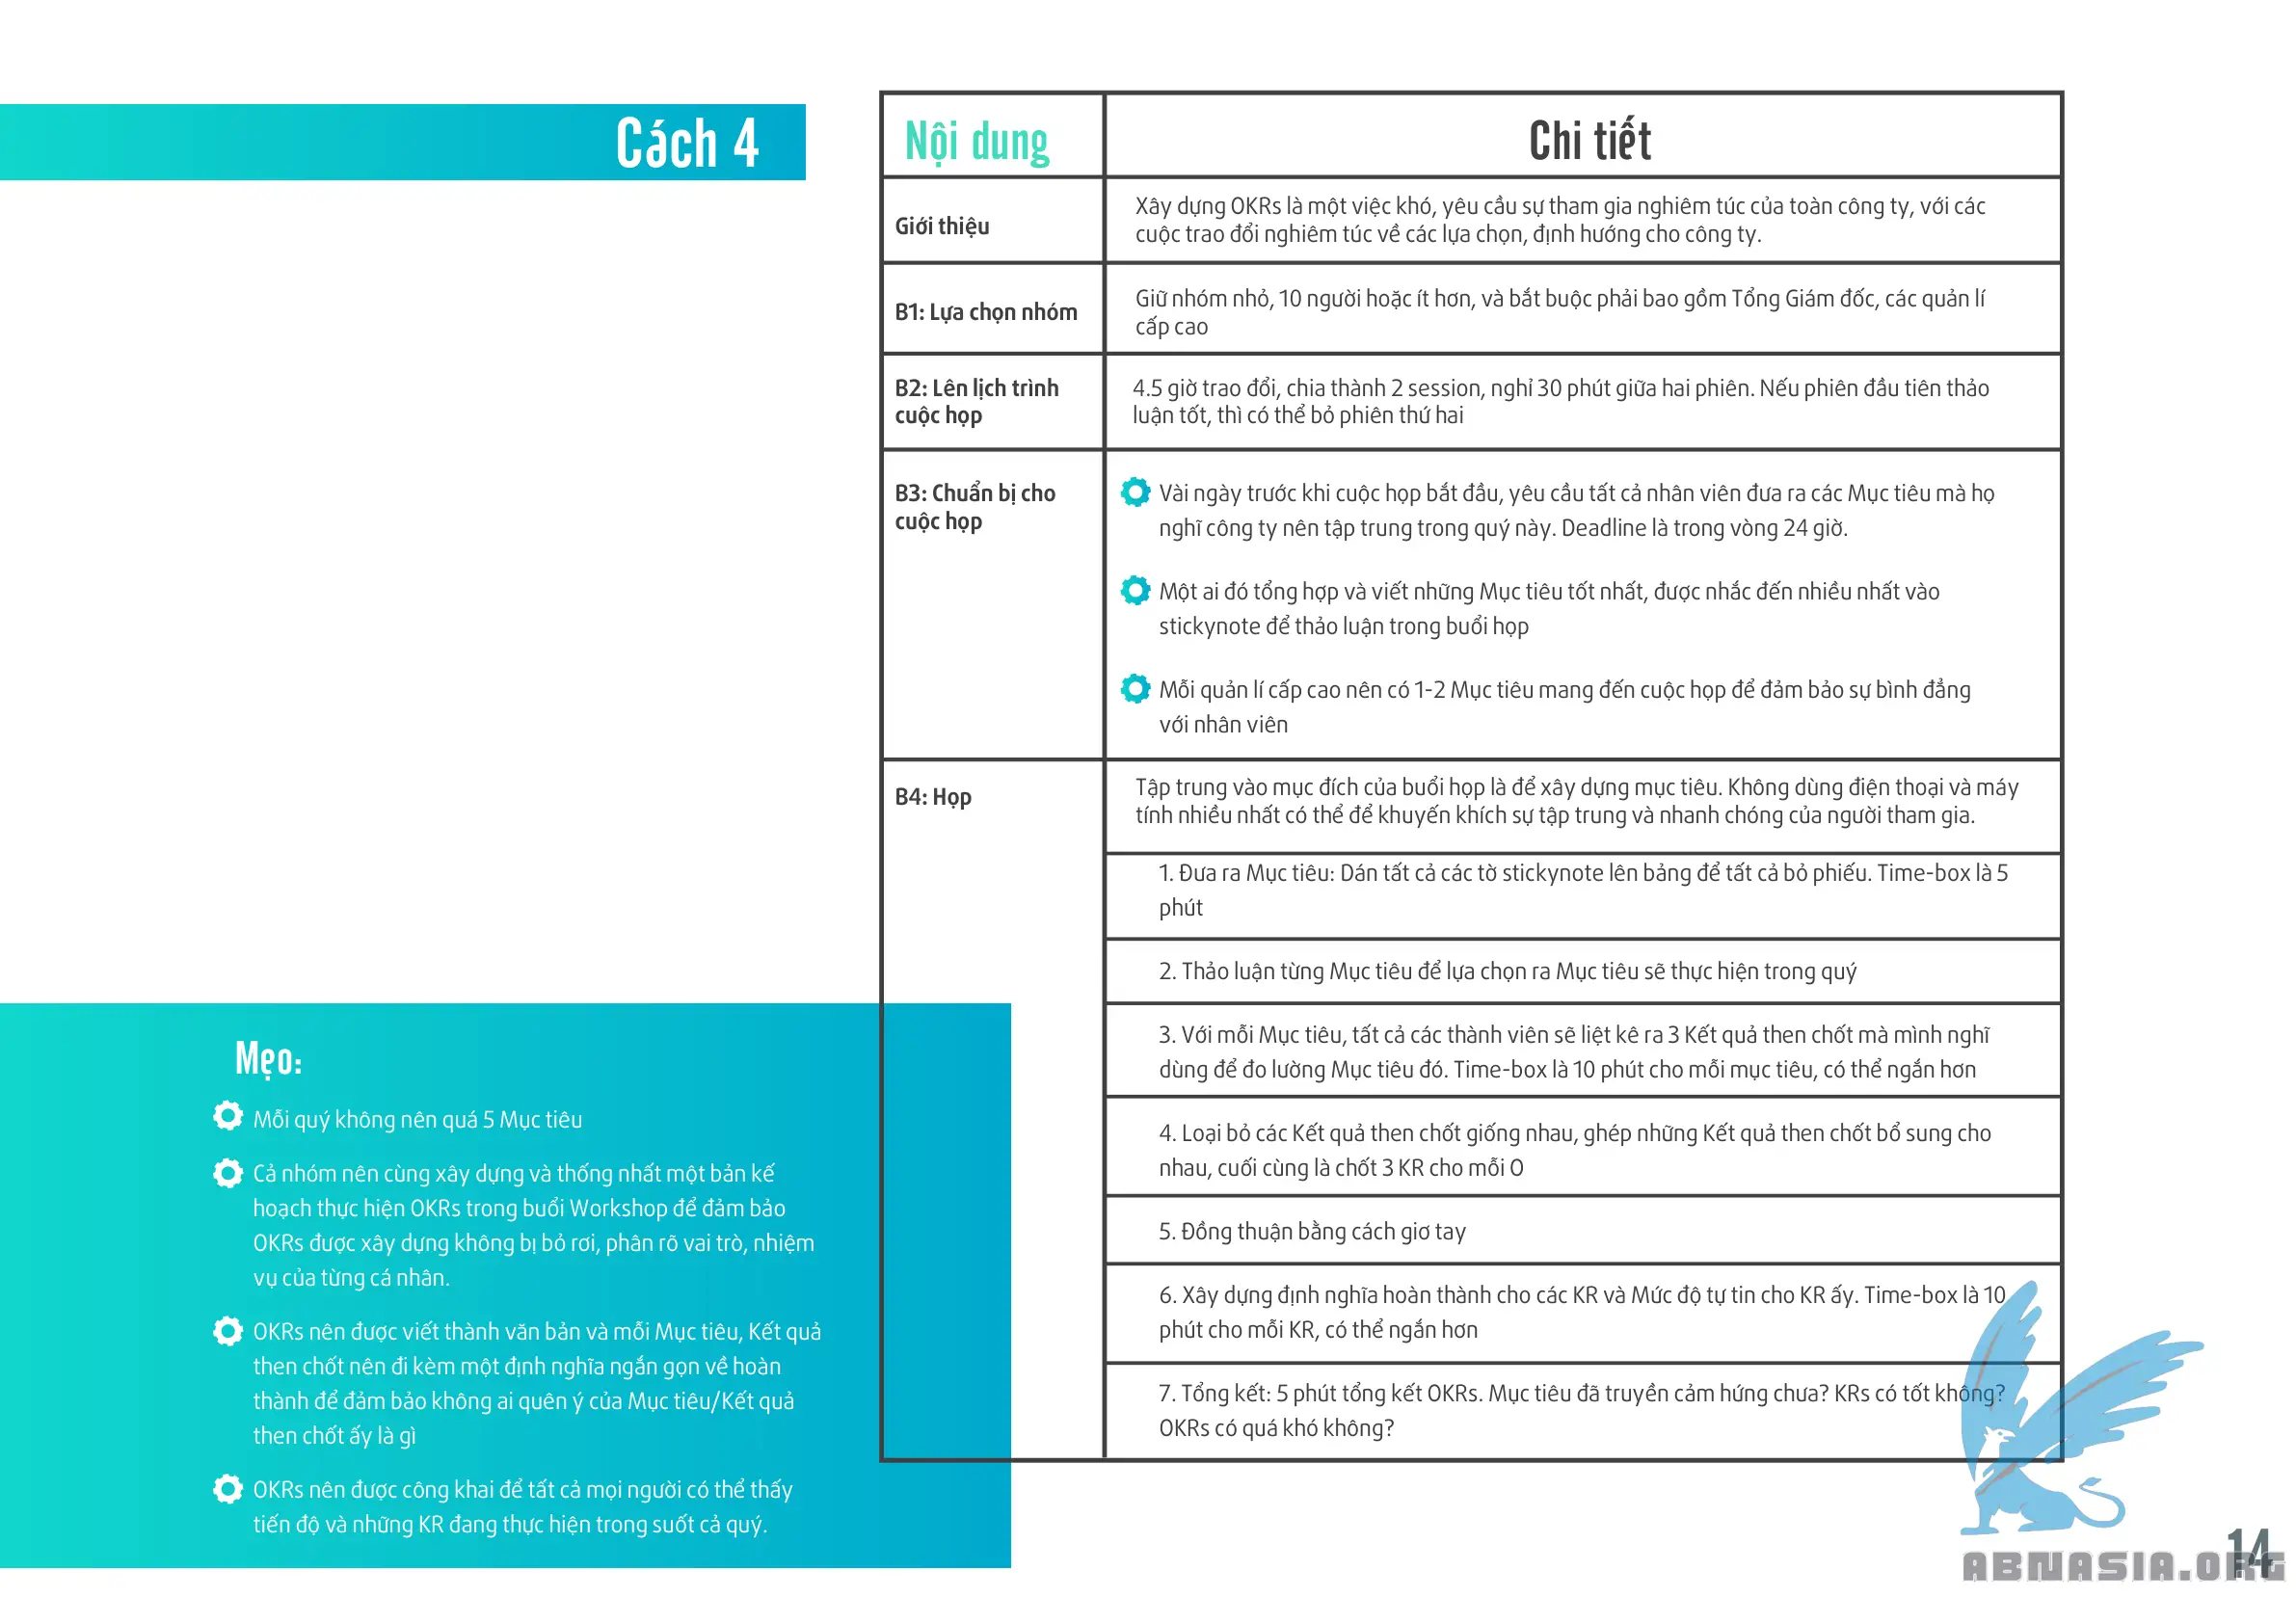 Cách 4
Nội dung
Chi tiết
Giới thiệu
Xây dựng OKRs là một việc khó, yêu cầu sự tham gia nghiêm túc của toàn công ty, với các
cuộc trao đổi nghiêm túc về các lựa chọn, định hướng cho công ty.
B1: Lựa chọn nhóm
Giữ nhóm nhỏ, 10 người hoặc ít hơn, và bắt buộc phải bao gồm Tổng Giám đốc, các quản lí
cấp cao
B2: Lên lịch trình
cuộc họp
4.5 giờ trao đổi, chia thành 2 session, nghỉ 30 phút giữa hai phiên. Nếu phiên đầu tiên thảo
luận tốt, thì có thể bỏ phiên thứ hai
B3: Chuẩn bị cho
cuộc họp
Vài ngày trước khi cuộc họp bắt đầu, yêu cầu tất cả nhân viên đưa ra các Mục tiêu mà họ
nghĩ công ty nên tập trung trong quý này. Deadline là trong vòng 24 giờ.
Một ai đó tổng hợp và viết những Mục tiêu tốt nhất, được nhắc đến nhiều nhất vào
stickynote để thảo luận trong buổi họp
Mỗi quản lí cấp cao nên có 1-2 Mục tiêu mang đến cuộc họp để đảm bảo sự bình đẳng
với nhân viên
B4: Họp
Tập trung vào mục đích của buổi họp là để xây dựng mục tiêu. Không dùng điện thoại và máy
tính nhiều nhất có thể để khuyến khích sự tập trung và nhanh chóng của người tham gia.
1. Đưa ra Mục tiêu: Dán tất cả các tờ stickynote lên bảng để tất cả bỏ phiếu. Time-box là 5
phút
2. Thảo luận từng Mục tiêu để lựa chọn ra Mục tiêu sẽ thực hiện trong quý
3. Với mỗi Mục tiêu, tất cả các thành viên sẽ liệt kê ra 3 Kết quả then chốt mà mình nghĩ
dùng để đo lường Mục tiêu đó. Time-box là 10 phút cho mỗi mục tiêu, có thể ngắn hơn
4. Loại bỏ các Kết quả then chốt giống nhau, ghép những Kết quả then chốt bổ sung cho
nhau, cuối cùng là chốt 3 KR cho mỗi O
5. Đồng thuận bằng cách giơ tay
6. Xây dựng định nghĩa hoàn thành cho các KR và Mức độ tự tin cho KR ấy. Time-box là 10
phút cho mỗi KR, có thể ngắn hơn
7. Tổng kết: 5 phút tổng kết OKRs. Mục tiêu đã truyền cảm hứng chưa? KRs có tốt không?
OKRs có quá khó không?
Mẹo:
Mỗi quý không nên quá 5 Mục tiêu
Cả nhóm nên cùng xây dựng và thống nhất một bản kế
hoạch thực hiện OKRs trong buổi Workshop để đảm bảo
OKRs được xây dựng không bị bỏ rơi, phân rõ vai trò, nhiệm
vụ của từng cá nhân.
OKRs nên được viết thành văn bản và mỗi Mục tiêu, Kết quả
then chốt nên đi kèm một định nghĩa ngắn gọn về hoàn
thành để đảm bảo không ai quên ý của Mục tiêu/Kết quả
then chốt ấy là gì
OKRs nên được công khai để tất cả mọi người có thể thấy
tiến độ và những KR đang thực hiện trong suốt cả quý.
14
ABNASIA.ORG